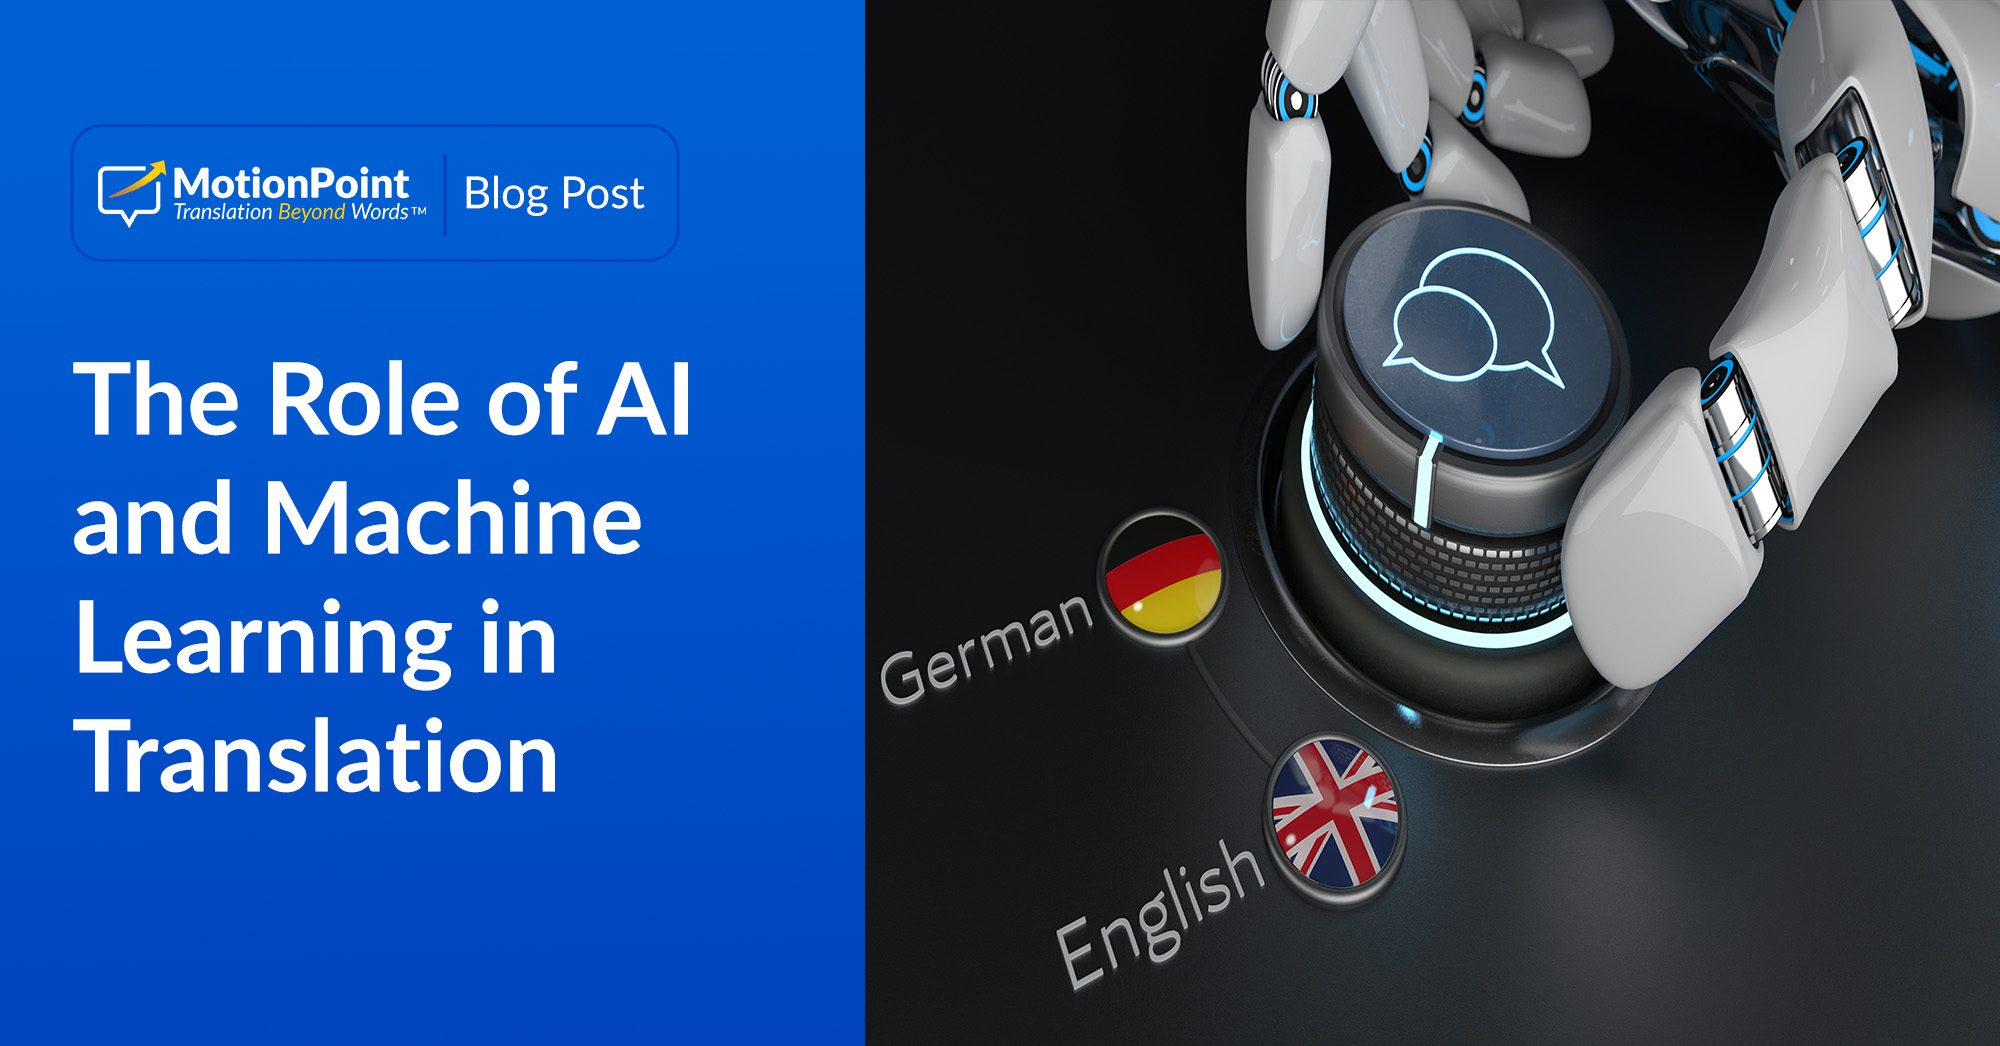 MotionPoint
Translation Beyond Words™
Blog Post
The Role of AI
and Machine
Learning in
Translation
German
English